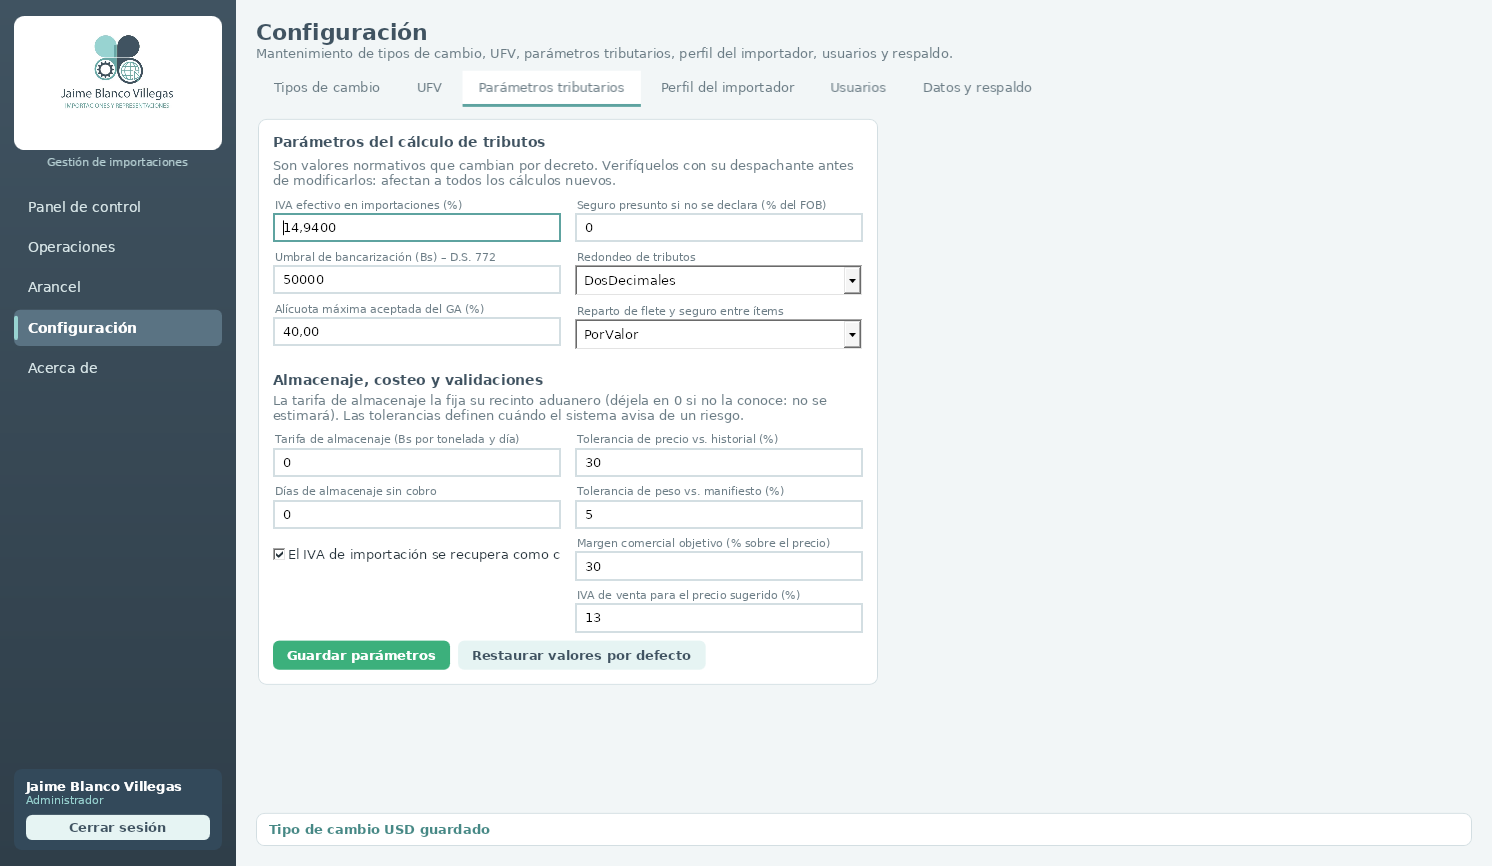 Jaime Blanco Villegas
IMPORTACIONES Y REPRESENTACIONES
Gestión de importaciones
Panel de control
Operaciones
Arancel
Configuración
Acerca de
Jaime Blanco Villegas
Administrador
Cerrar sesión
Configuración
Mantenimiento de tipos de cambio, UFV, parámetros tributarios, perfil del importador, usuarios y respaldo.
Tipos de cambio UFV Parámetros tributarios Perfil del importador Usuarios Datos y respaldo
Parámetros del cálculo de tributos
Son valores normativos que cambian por decreto. Verifíquelos con su despachante antes
de modificarlos: afectan a todos los cálculos nuevos.
IVA efectivo en importaciones (%) Seguro presunto si no se declara (% del FOB)
14,9400 0
Umbral de bancarización (Bs) – D.S. 772 Redondeo de tributos
50000 DosDecimales
Alícuota máxima aceptada del GA (%) Reparto de flete y seguro entre ítems
40,00 PorValor
Almacenaje, costeo y validaciones
La tarifa de almacenaje la fija su recinto aduanero (déjela en 0 si no la conoce: no se
estimará). Las tolerancias definen cuándo el sistema avisa de un riesgo.
Tarifa de almacenaje (Bs por tonelada y día) Tolerancia de precio vs. historial (%)
0 30
Días de almacenaje sin cobro Tolerancia de peso vs. manifiesto (%)
0 5
El IVA de importación se recupera como c Margen comercial objetivo (% sobre el precio)
30
IVA de venta para el precio sugerido (%)
13
Guardar parámetros Restaurar valores por defecto
Tipo de cambio USD guardado